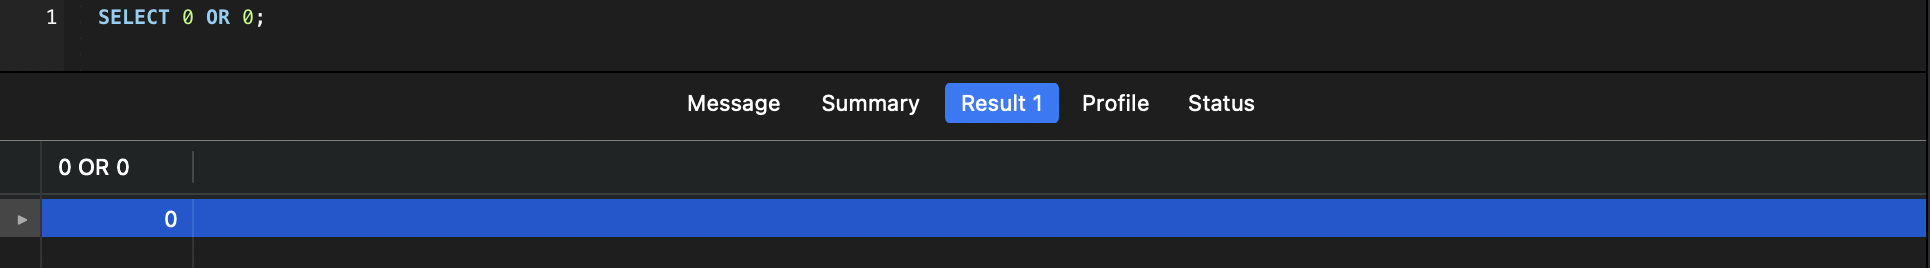 1 SELECT 0 OR 0;
Message Summary Result 1 Profile Status
0 OR 0
0